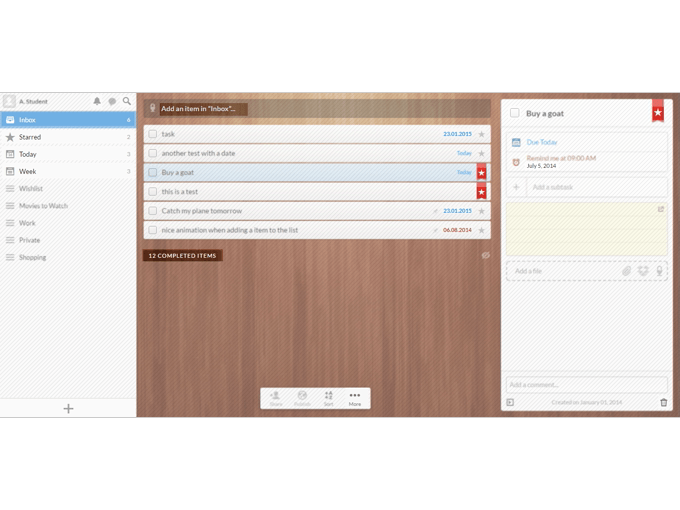 A. Student
Inbox 6
Starred 2
Today 3
Week 3
Wishlist
Movies to Watch
Work
Private
Shopping
Add an item in "Inbox"...
task 23.01.2015
another test with a date Today
Buy a goat Today
this is a test
Catch my plane tomorrow 23.01.2015
nice animation when adding a item to the list 06.08.2014
12 COMPLETED ITEMS
Share Publish Sort More
Buy a goat
Due Today
Remind me at 09:00 AM
July 5, 2014
Add a subtask
Add a file
Add a comment...
Created on January 01, 2014